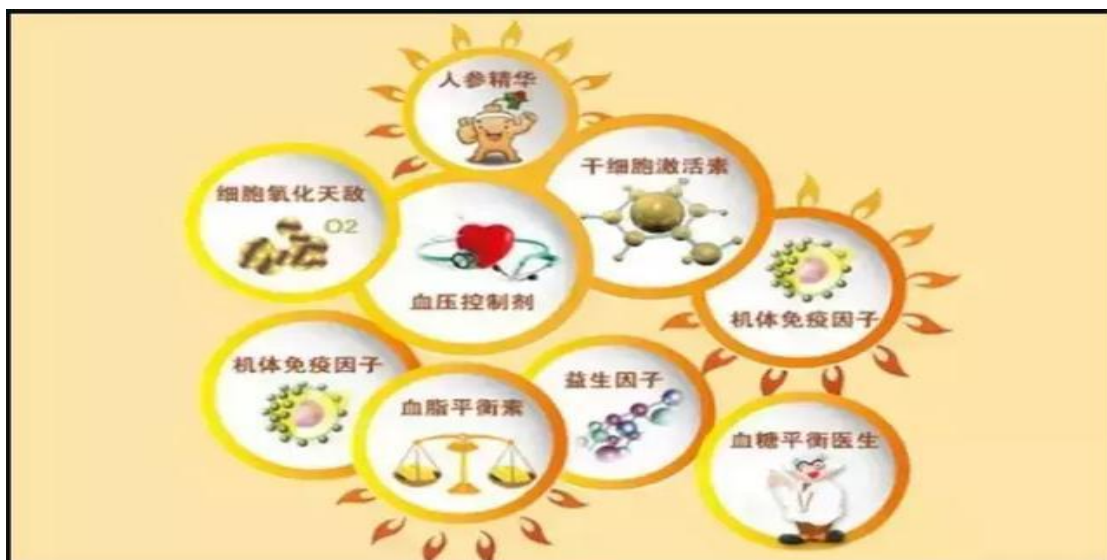 人参精华
干细胞激活素
细胞氧化天敌
O2
血压控制剂
机体免疫因子
机体免疫因子
益生因子
血脂平衡素
血糖平衡医生